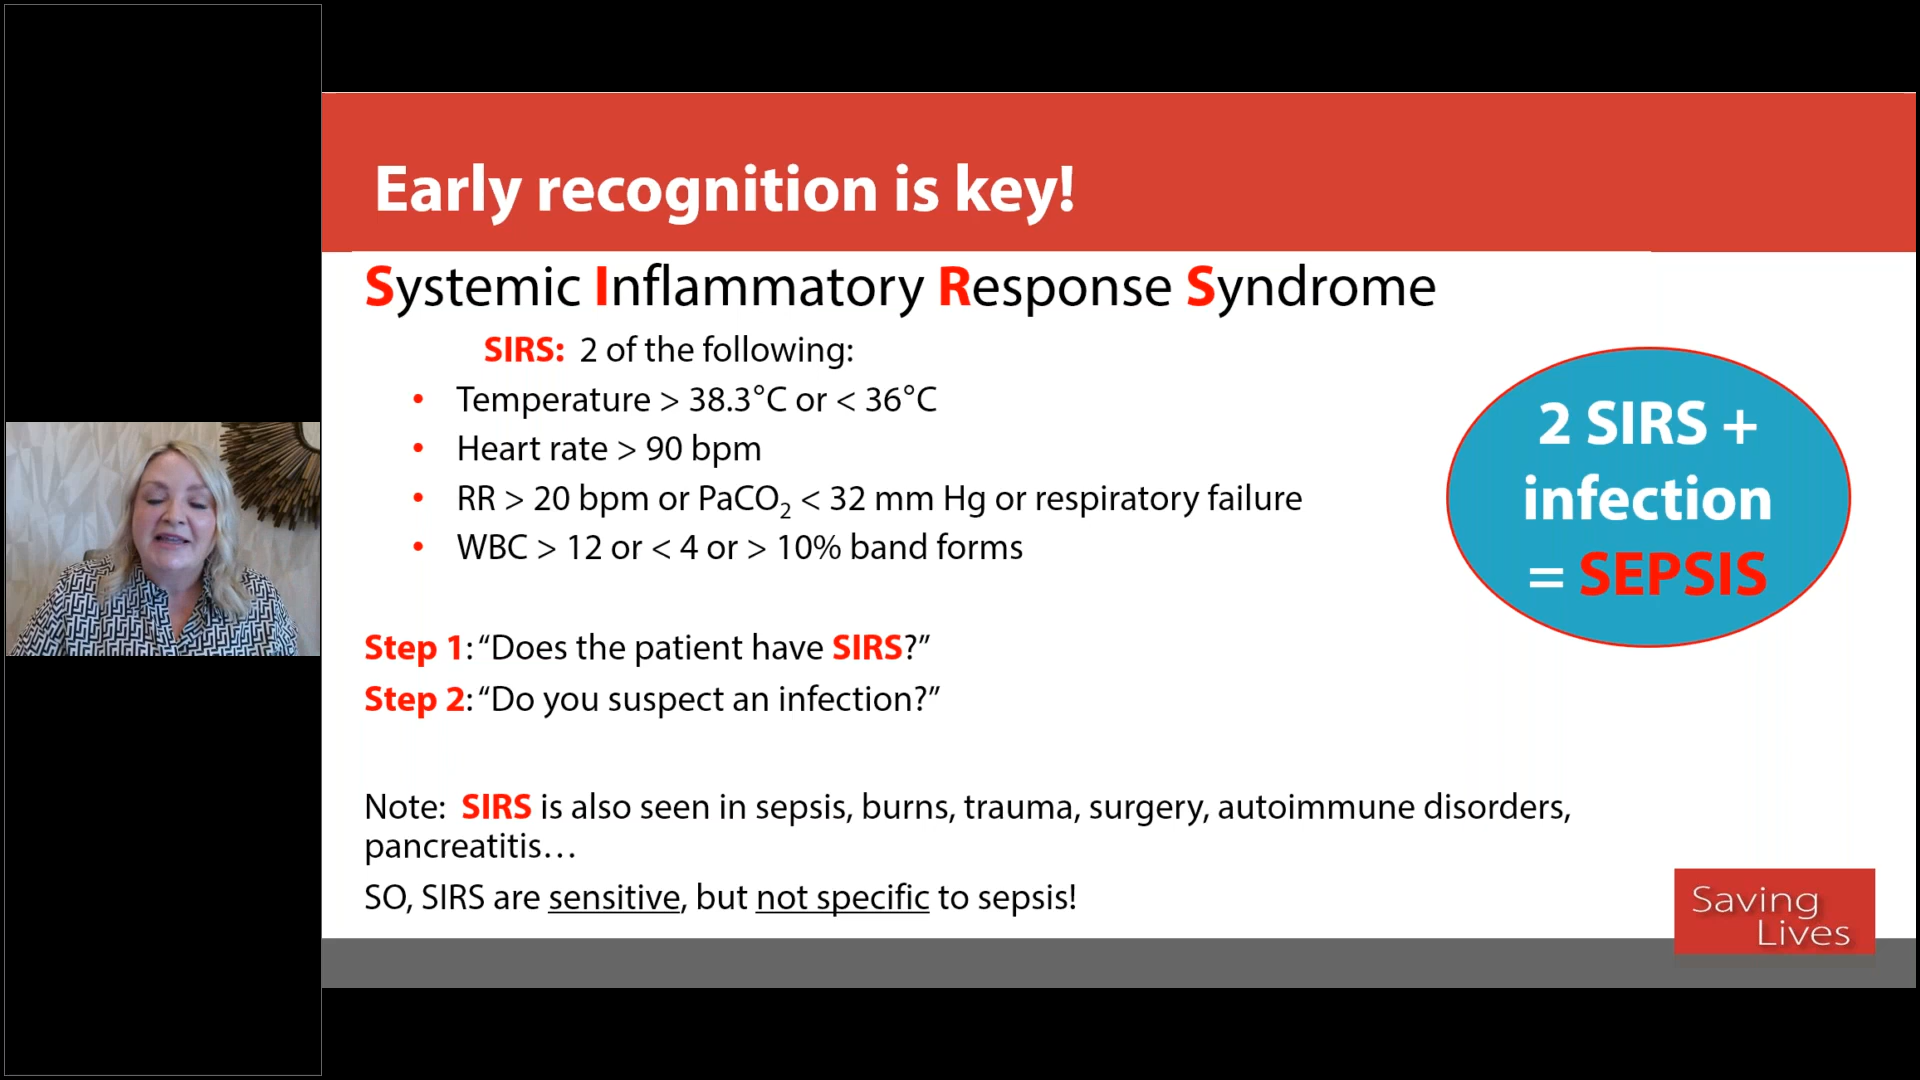 Early recognition is key!
Systemic Inflammatory Response Syndrome
SIRS: 2 of the following:
• Temperature > 38.3°C or < 36°C
• Heart rate > 90 bpm
• RR > 20 bpm or PaCO₂ < 32 mm Hg or respiratory failure
• WBC > 12 or < 4 or > 10% band forms
2 SIRS +
infection
= SEPSIS
Step 1: “Does the patient have SIRS?”
Step 2: “Do you suspect an infection?”
Note: SIRS is also seen in sepsis, burns, trauma, surgery, autoimmune disorders,
pancreatitis…
SO, SIRS are sensitive, but not specific to sepsis!
Saving
Lives